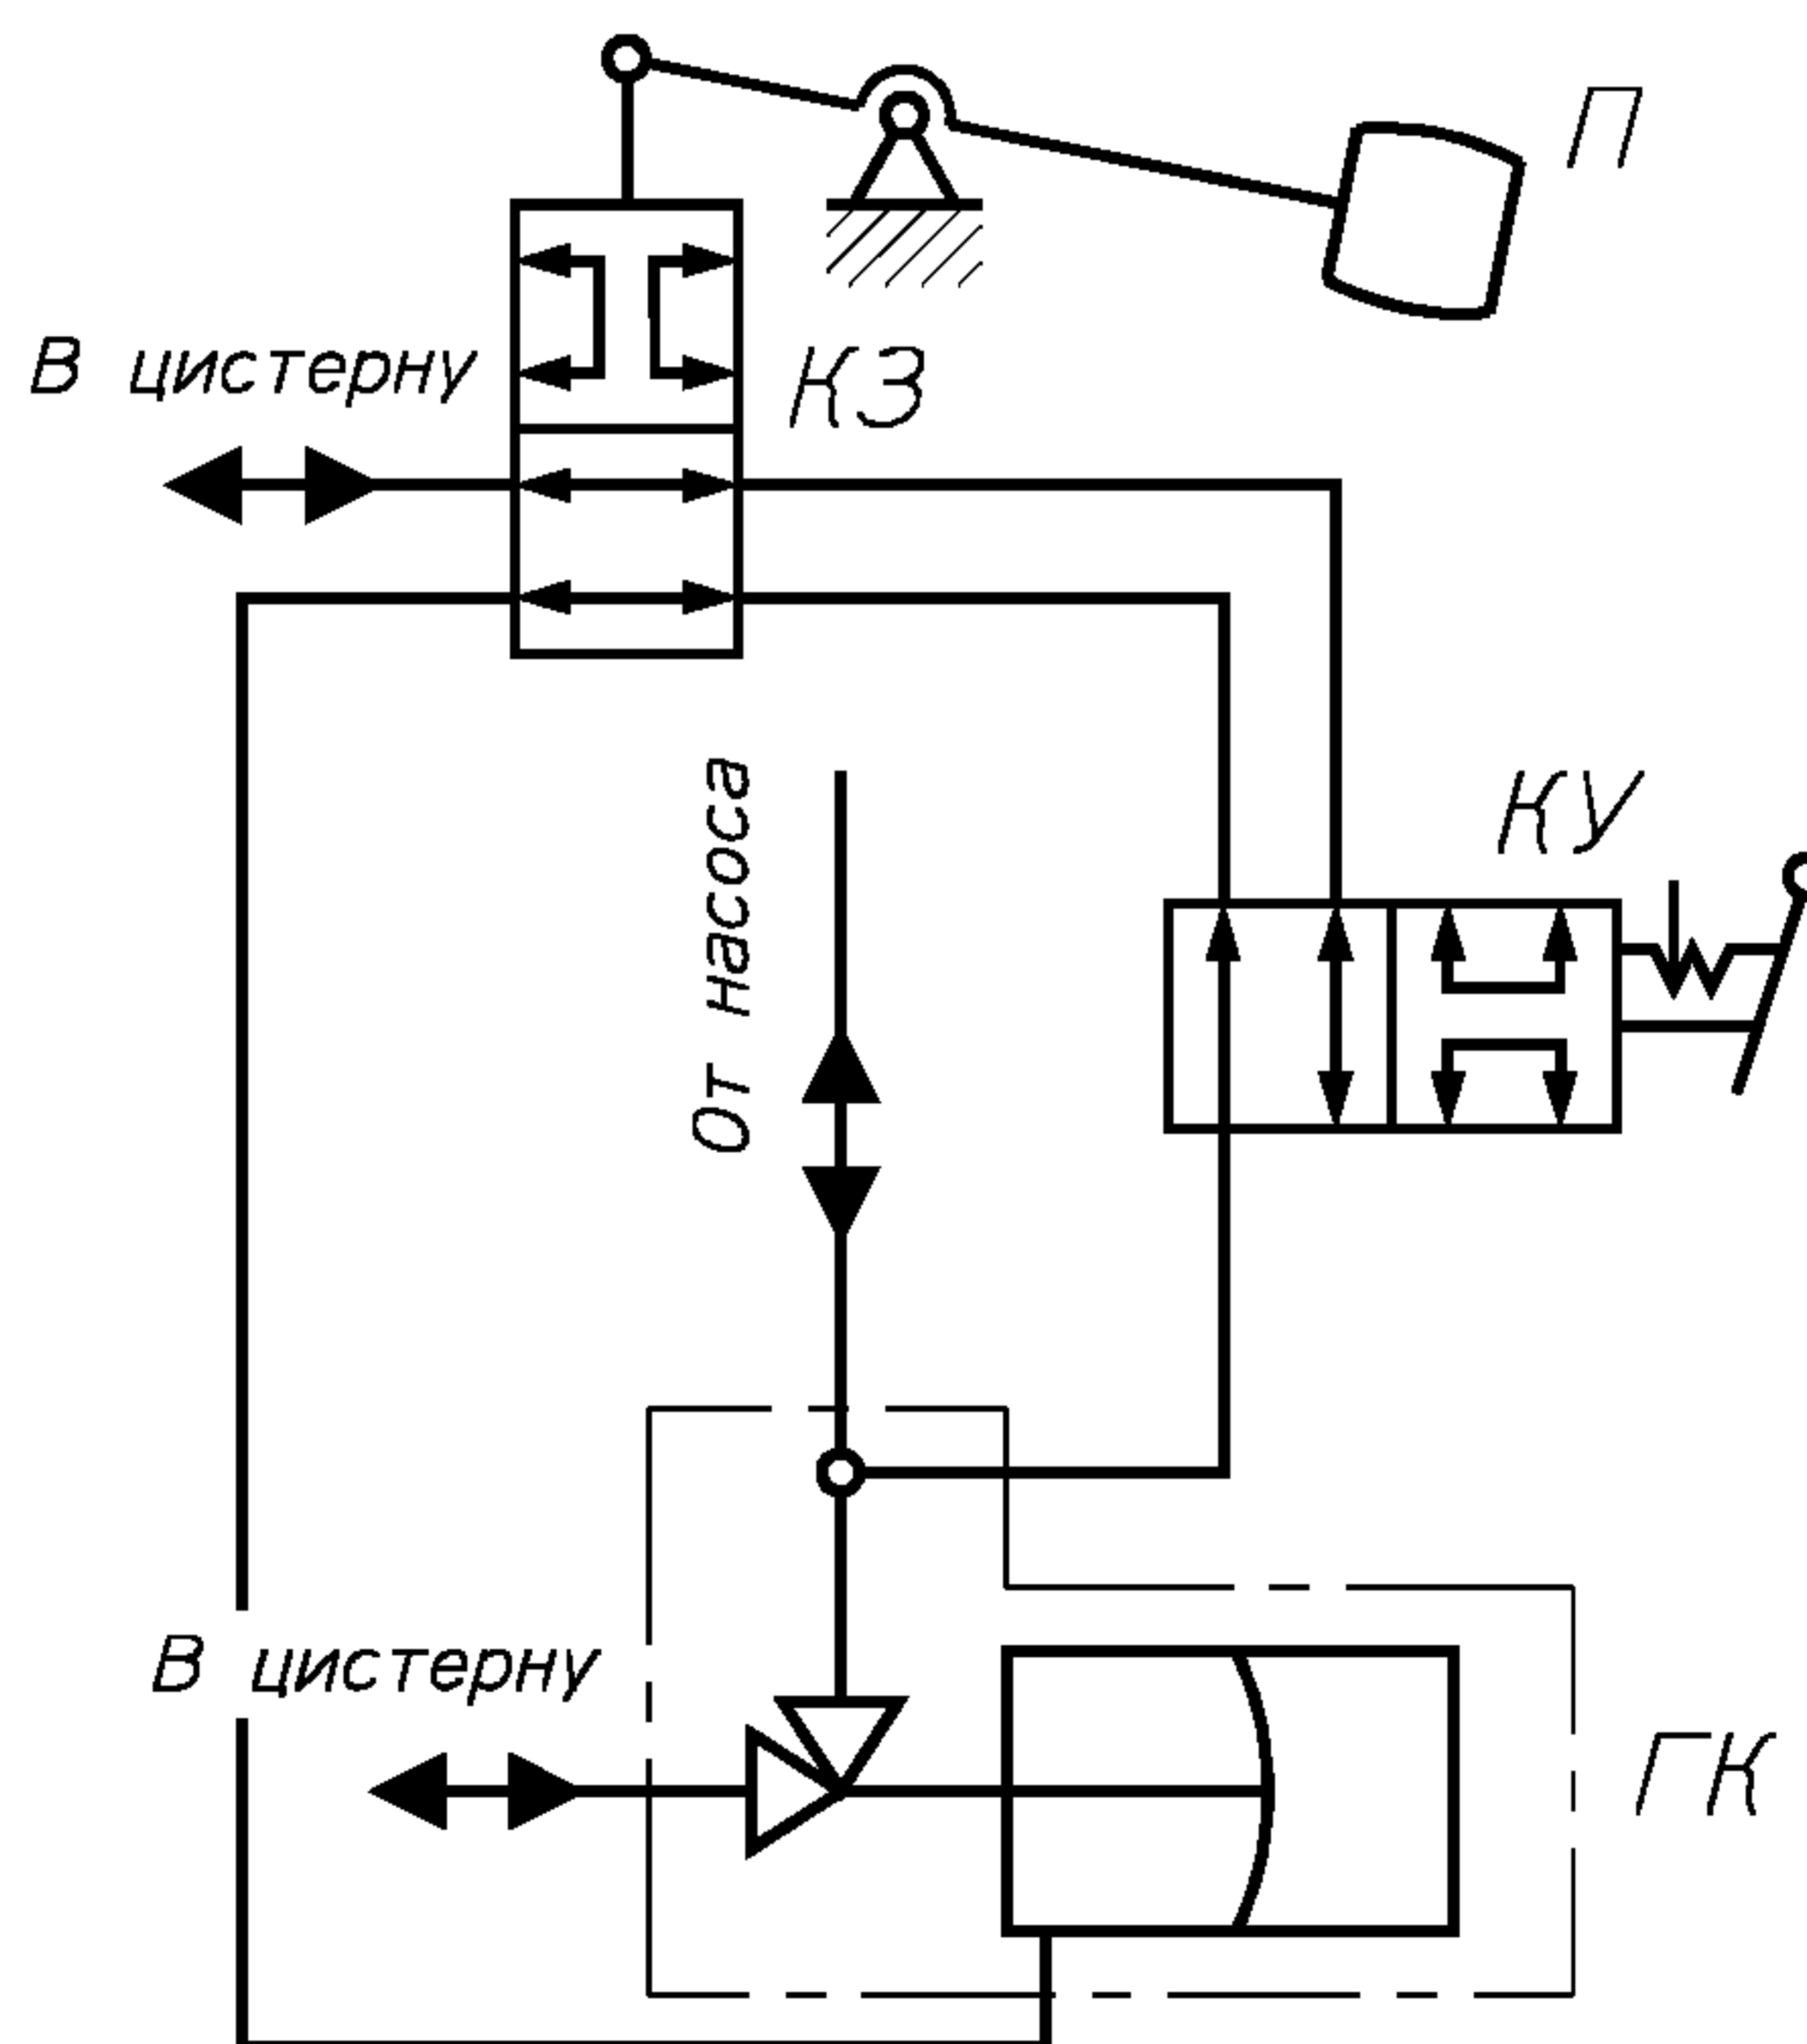 П
В цистерну
КЗ
КУ
От насоса
В цистерну
ГК